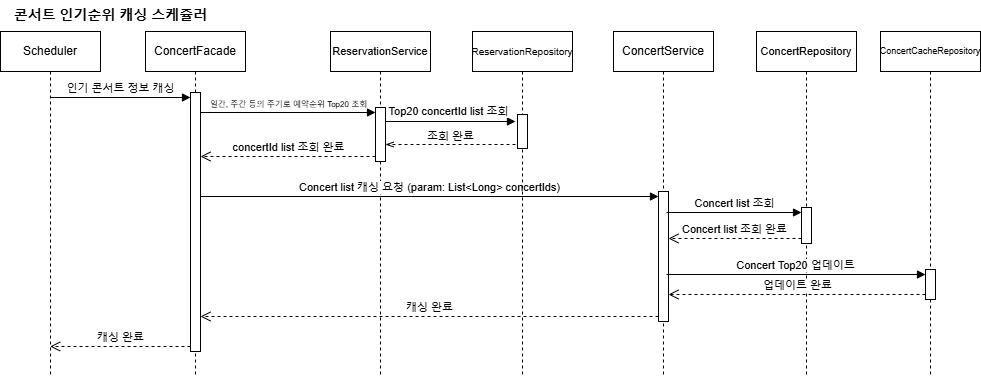 콘서트 인기순위 캐싱 스케쥴러
Scheduler
ConcertFacade
ReservationService
ReservationRepository
ConcertService
ConcertRepository
ConcertCacheRepository
인기 콘서트 정보 캐싱
일간, 주간 등의 주기로 예약순위 Top20 조회
Top20 concertId list 조회
조회 완료
concertId list 조회 완료
Concert list 캐싱 요청 (param: List<Long> concertIds)
Concert list 조회
Concert list 조회 완료
Concert Top20 업데이트
업데이트 완료
캐싱 완료
캐싱 완료